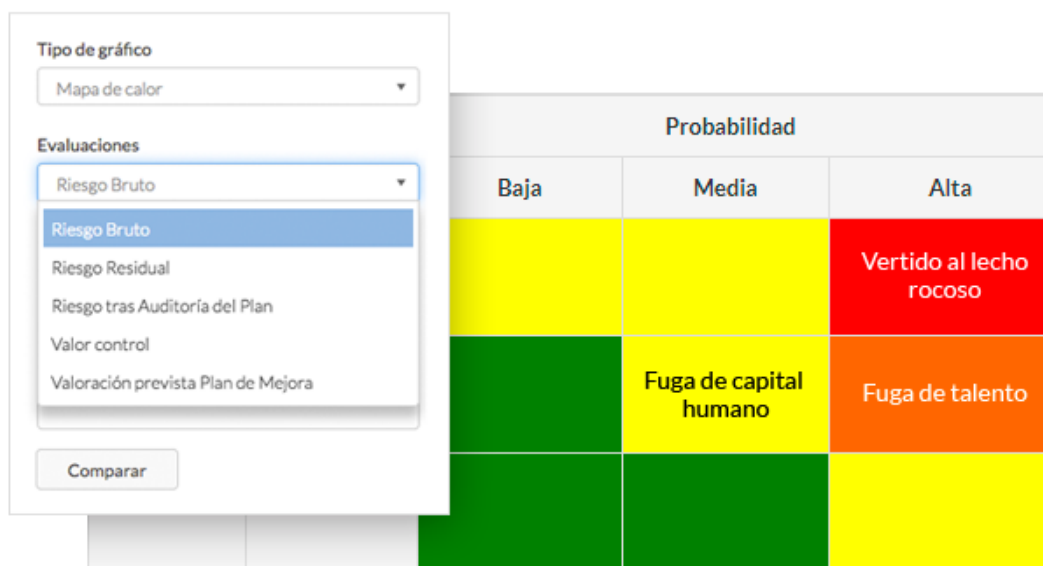 Tipo de gráfico
Mapa de calor
Evaluaciones
Riesgo Bruto
Riesgo Bruto
Riesgo Residual
Riesgo tras Auditoría del Plan
Valor control
Valoración prevista Plan de Mejora
Comparar
Probabilidad
Baja
Media
Alta
Vertido al lecho
rocoso
Fuga de capital
humano
Fuga de talento